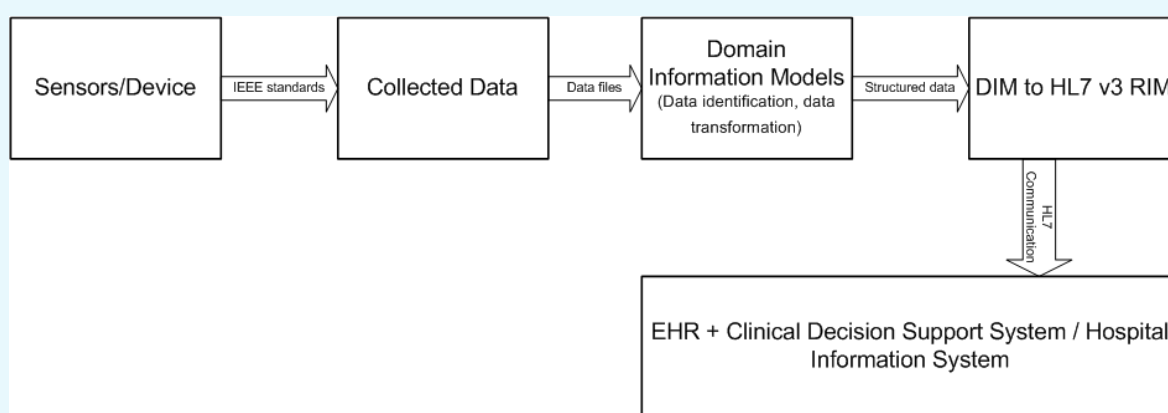 Sensors/Device
IEEE standards
Collected Data
Data files
Domain
Information Models
(Data identification, data
transformation)
Structured data
DIM to HL7 v3 RIM
HL7
Communication
EHR + Clinical Decision Support System / Hospital
Information System